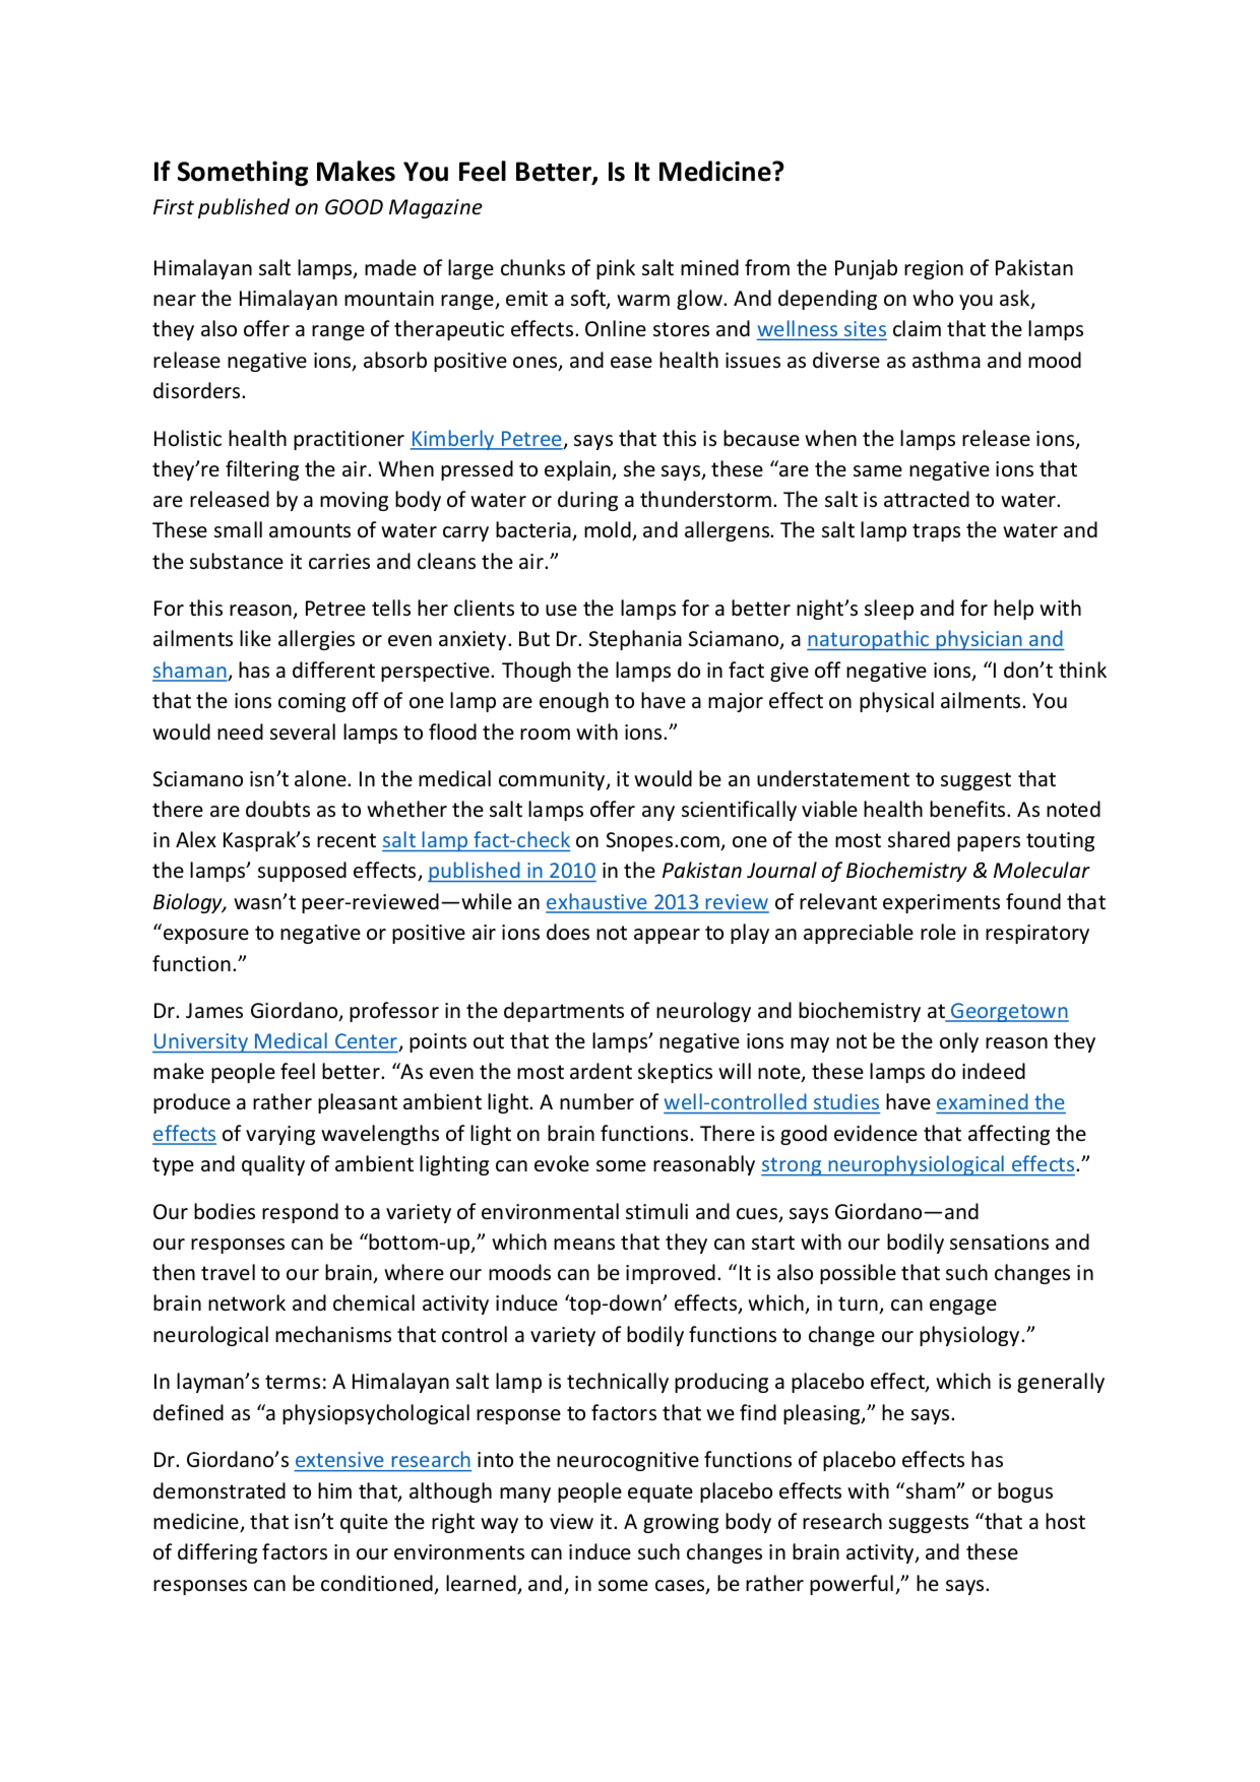 If Something Makes You Feel Better, Is It Medicine?
First published on GOOD Magazine
Himalayan salt lamps, made of large chunks of pink salt mined from the Punjab region of Pakistan
near the Himalayan mountain range, emit a soft, warm glow. And depending on who you ask,
they also offer a range of therapeutic effects. Online stores and wellness sites claim that the lamps
release negative ions, absorb positive ones, and ease health issues as diverse as asthma and mood
disorders.
Holistic health practitioner Kimberly Petree, says that this is because when the lamps release ions,
they’re filtering the air. When pressed to explain, she says, these “are the same negative ions that
are released by a moving body of water or during a thunderstorm. The salt is attracted to water.
These small amounts of water carry bacteria, mold, and allergens. The salt lamp traps the water and
the substance it carries and cleans the air.”
For this reason, Petree tells her clients to use the lamps for a better night’s sleep and for help with
ailments like allergies or even anxiety. But Dr. Stephania Sciamano, a naturopathic physician and
shaman, has a different perspective. Though the lamps do in fact give off negative ions, “I don’t think
that the ions coming off of one lamp are enough to have a major effect on physical ailments. You
would need several lamps to flood the room with ions.”
Sciamano isn’t alone. In the medical community, it would be an understatement to suggest that
there are doubts as to whether the salt lamps offer any scientifically viable health benefits. As noted
in Alex Kasprak’s recent salt lamp fact-check on Snopes.com, one of the most shared papers touting
the lamps’ supposed effects, published in 2010 in the Pakistan Journal of Biochemistry & Molecular
Biology, wasn’t peer-reviewed—while an exhaustive 2013 review of relevant experiments found that
“exposure to negative or positive air ions does not appear to play an appreciable role in respiratory
function.”
Dr. James Giordano, professor in the departments of neurology and biochemistry at Georgetown
University Medical Center, points out that the lamps’ negative ions may not be the only reason they
make people feel better. “As even the most ardent skeptics will note, these lamps do indeed
produce a rather pleasant ambient light. A number of well-controlled studies have examined the
effects of varying wavelengths of light on brain functions. There is good evidence that affecting the
type and quality of ambient lighting can evoke some reasonably strong neurophysiological effects.”
Our bodies respond to a variety of environmental stimuli and cues, says Giordano—and
our responses can be “bottom-up,” which means that they can start with our bodily sensations and
then travel to our brain, where our moods can be improved. “It is also possible that such changes in
brain network and chemical activity induce ‘top-down’ effects, which, in turn, can engage
neurological mechanisms that control a variety of bodily functions to change our physiology.”
In layman’s terms: A Himalayan salt lamp is technically producing a placebo effect, which is generally
defined as “a physiopsychological response to factors that we find pleasing,” he says.
Dr. Giordano’s extensive research into the neurocognitive functions of placebo effects has
demonstrated to him that, although many people equate placebo effects with “sham” or bogus
medicine, that isn’t quite the right way to view it. A growing body of research suggests “that a host
of differing factors in our environments can induce such changes in brain activity, and these
responses can be conditioned, learned, and, in some cases, be rather powerful,” he says.